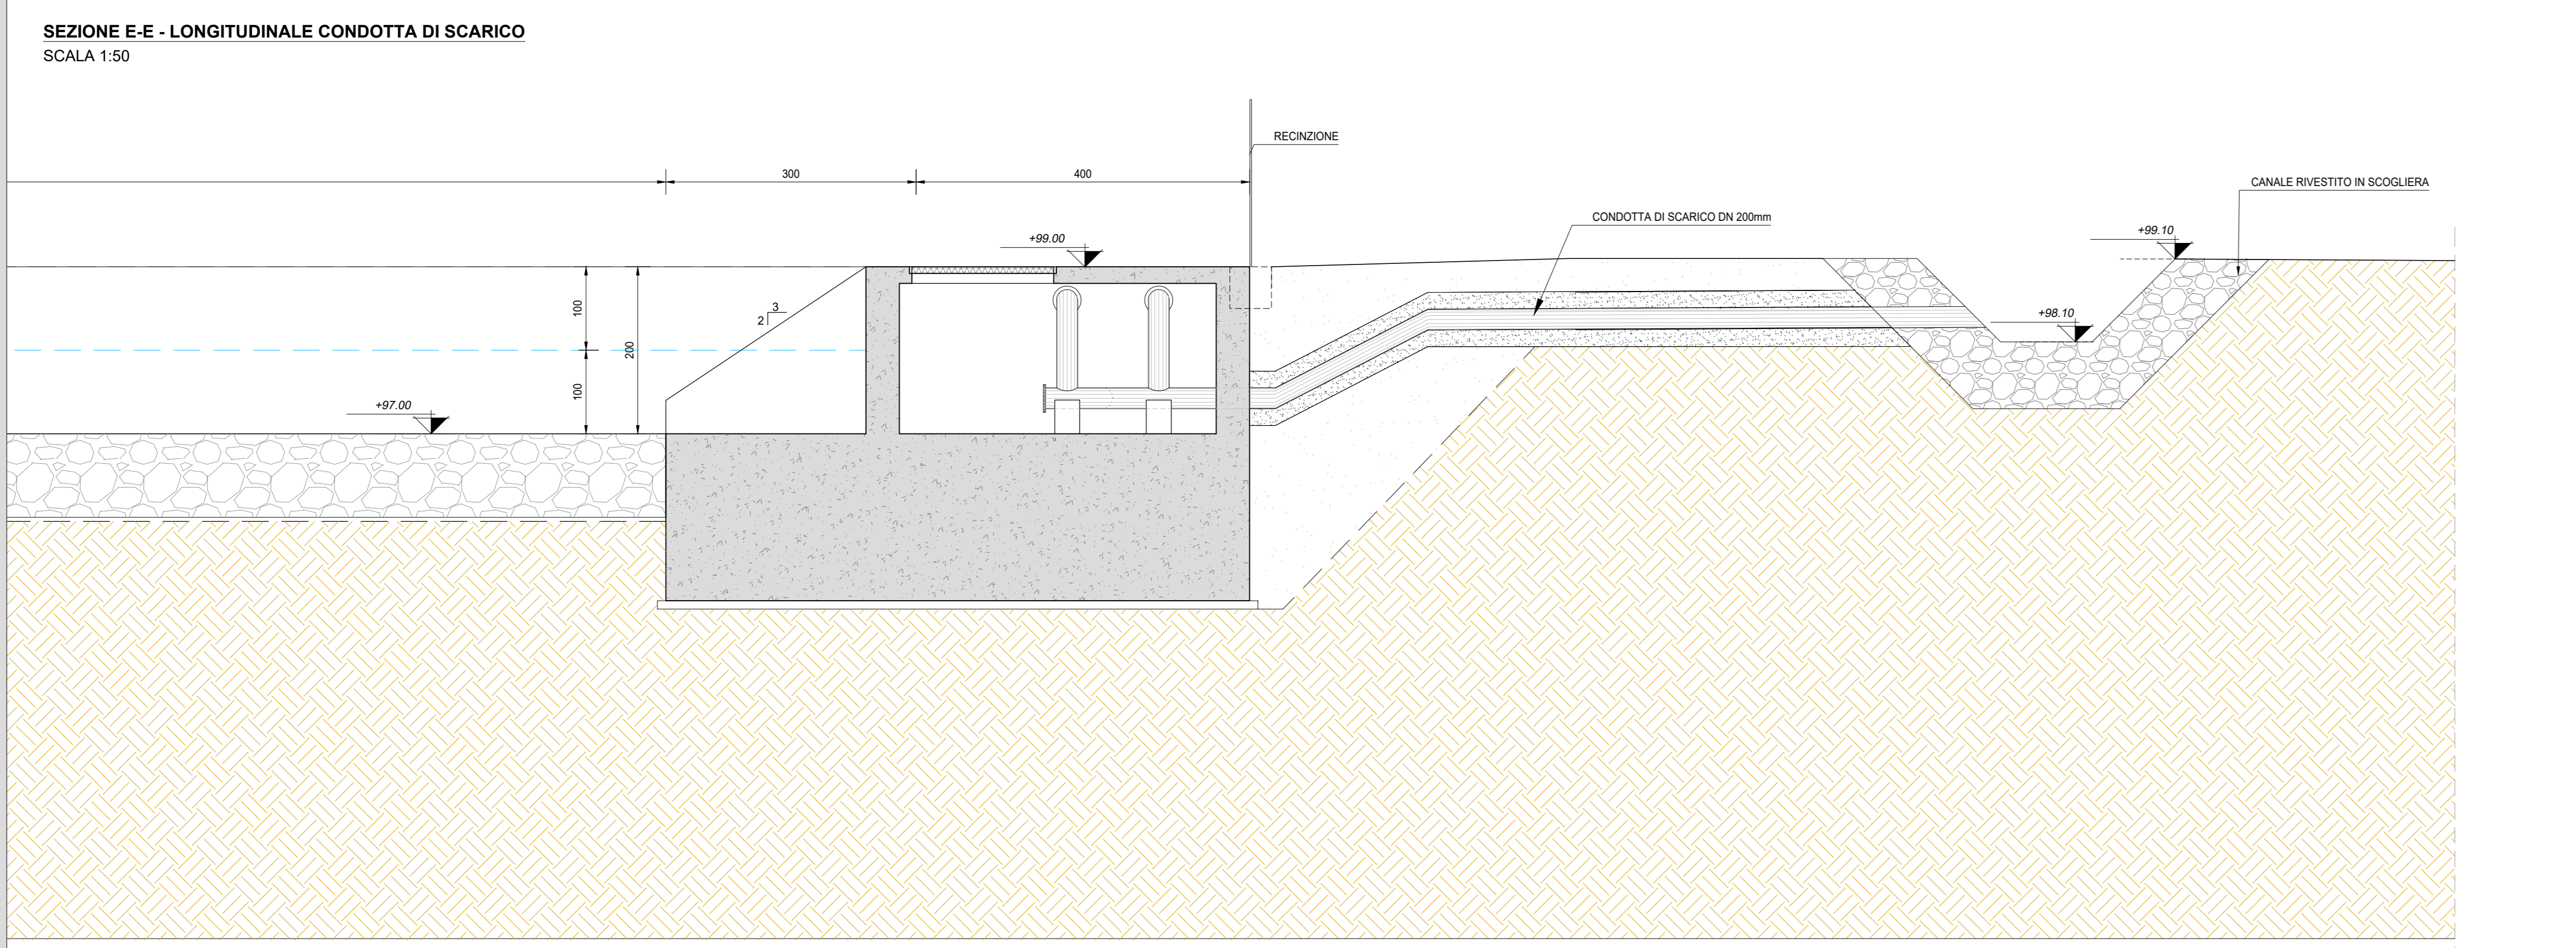 SEZIONE E-E - LONGITUDINALE CONDOTTA DI SCARICO
SCALA 1:50
RECINZIONE
300
400
CANALE RIVESTITO IN SCOGLIERA
CONDOTTA DI SCARICO DN 200mm
+99.00
+99.10
100
200
3
2
+98.10
100
+97.00